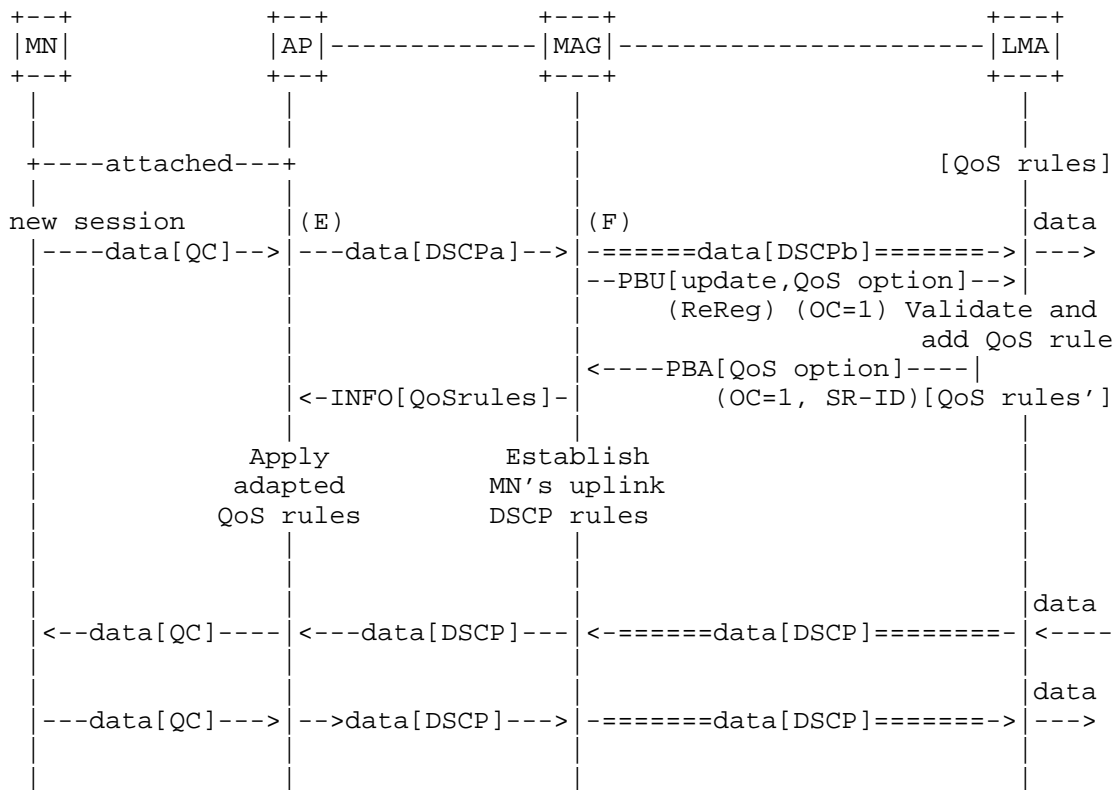 +--+ +--+ +---+ +---+
|MN| |AP|-------------|MAG|-----------------------|LMA|
+--+ +--+ +---+ +---+
+----attached---+ [QoS rules]
new session |(E) |(F) |data
|----data[QC]-->|---data[DSCPa]-->|-======data[DSCPb]=======->|--->
|--PBU[update,QoS option]-->|
(ReReg) (OC=1) Validate and
add QoS rule
|<----PBA[QoS option]----|
|<-INFO[QoSrules]-| (OC=1, SR-ID)[QoS rules']
Apply Establish
adapted MN's uplink
QoS rules DSCP rules
|data
|<--data[QC]----|<---data[DSCP]---|<-======data[DSCP]========-|<----
|data
|---data[QC]--->|-->data[DSCP]--->|-=======data[DSCP]=======->|--->